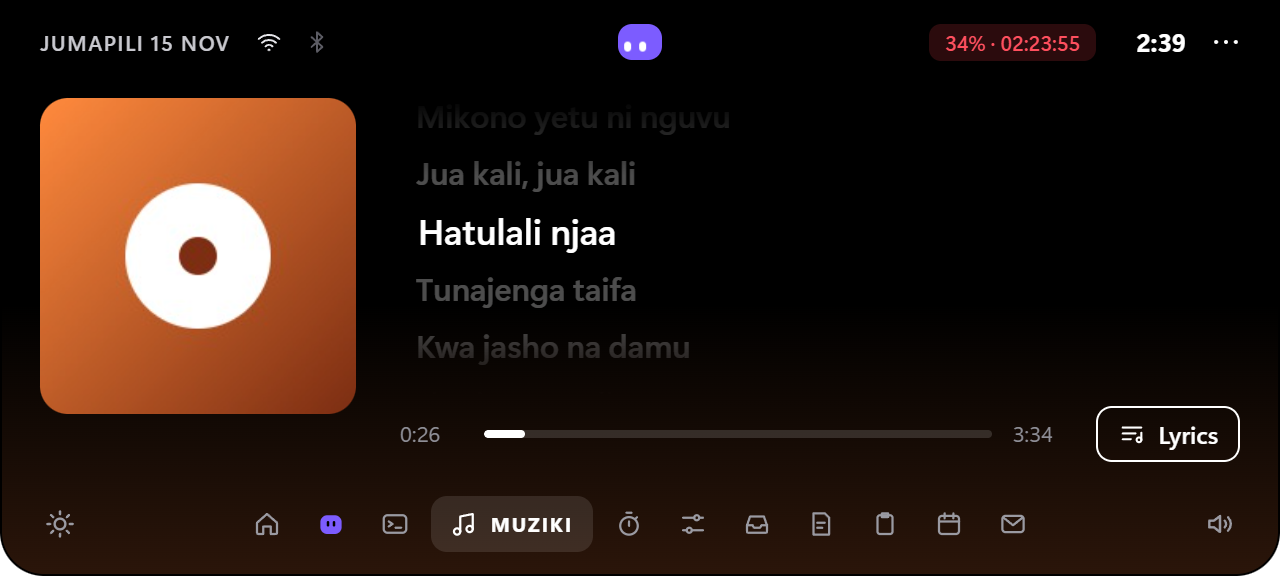 JUMAPILI 15 NOV
34% · 02:23:55
2:39
Mikono yetu ni nguvu
Jua kali, jua kali
Hatulali njaa
Tunajenga taifa
Kwa jasho na damu
0:26
3:34
Lyrics
MUZIKI